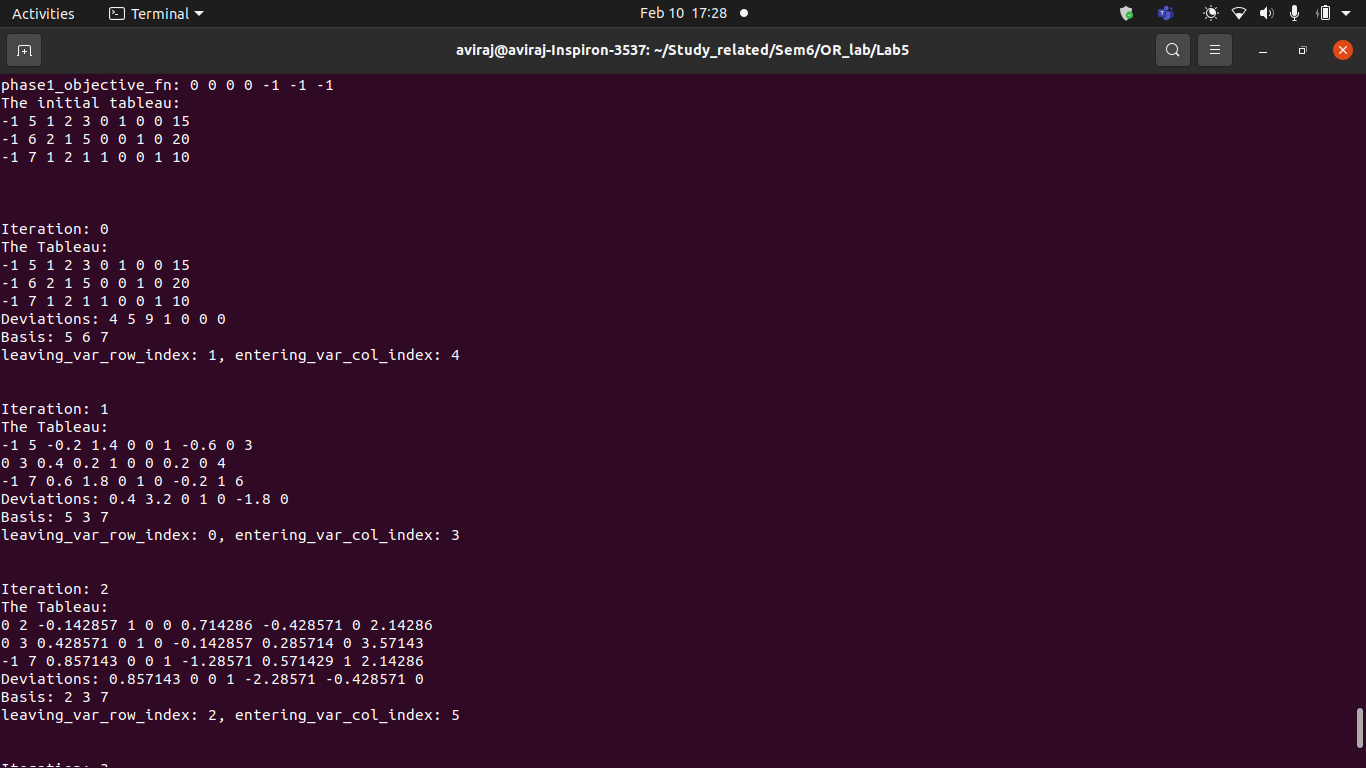 Activities Terminal Feb 10 17:28
aviraj@aviraj-Inspiron-3537: ~/Study_related/Sem6/OR_lab/Lab5
phase1_objective_fn: 0 0 0 0 -1 -1 -1
The initial tableau:
-1 5 1 2 3 0 1 0 0 15
-1 6 2 1 5 0 0 1 0 20
-1 7 1 2 1 1 0 0 1 10
Iteration: 0
The Tableau:
-1 5 1 2 3 0 1 0 0 15
-1 6 2 1 5 0 0 1 0 20
-1 7 1 2 1 1 0 0 1 10
Deviations: 4 5 9 1 0 0 0
Basis: 5 6 7
leaving_var_row_index: 1, entering_var_col_index: 4
Iteration: 1
The Tableau:
-1 5 -0.2 1.4 0 0 1 -0.6 0 3
0 3 0.4 0.2 1 0 0 0.2 0 4
-1 7 0.6 1.8 0 1 0 -0.2 1 6
Deviations: 0.4 3.2 0 1 0 -1.8 0
Basis: 5 3 7
leaving_var_row_index: 0, entering_var_col_index: 3
Iteration: 2
The Tableau:
0 2 -0.142857 1 0 0 0.714286 -0.428571 0 2.14286
0 3 0.428571 0 1 0 -0.142857 0.285714 0 3.57143
-1 7 0.857143 0 0 1 -1.28571 0.571429 1 2.14286
Deviations: 0.857143 0 0 1 -2.28571 -0.428571 0
Basis: 2 3 7
leaving_var_row_index: 2, entering_var_col_index: 5